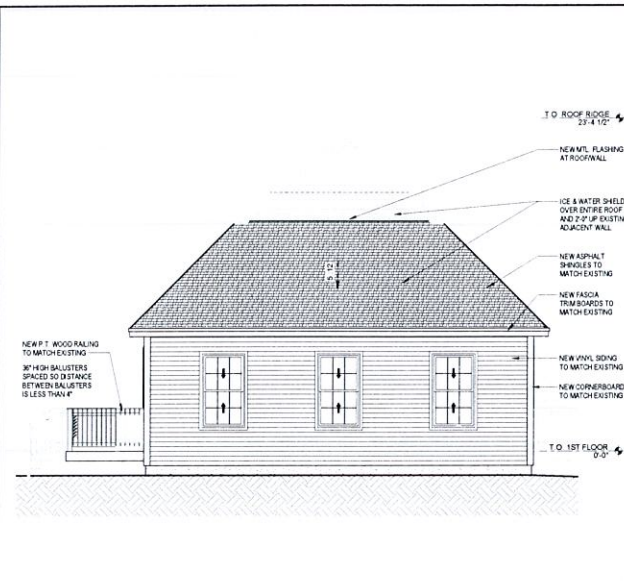 T.O. ROOF RIDGE
23'-4 1/2"
NEW MTL. FLASHING
AT ROOF/WALL
ICE & WATER SHIELD
OVER ENTIRE ROOF
AND 2'-0" UP EXISTIN
ADJACENT WALL
5:12
NEW ASPHALT
SHINGLES TO
MATCH EXISTING
NEW FASCIA
TRIM BOARDS TO
MATCH EXISTING
NEW P.T. WOOD RAILING
TO MATCH EXISTING
36" HIGH BALUSTERS
SPACED SO DISTANCE
BETWEEN BALUSTERS
IS LESS THAN 4"
NEW VINYL SIDING
TO MATCH EXISTING
NEW CORNERBOARD
TO MATCH EXISTING
T.O. 1ST FLOOR
0'-0"